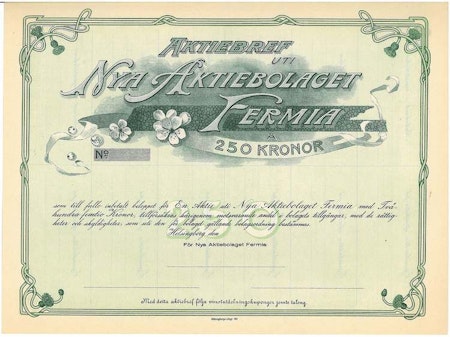 AKTIEBREF
UTI
NYA AKTIEBOLAGET
FERMIA
Å
250 KRONOR
No
som till fullo inbetalt beloppet för En Aktie uti Nya Aktiebolaget Fermia med Två-
hundra femtio Kronor, tillförsäkras härigenom motsvarande andel i bolagets tillgångar, med de rättig-
heter och skyldigheter, som uti den för bolaget gällande bolagsordning bestämmes.
Helsingborg den
För Nya Aktiebolaget Fermia
Med detta aktiebref följa vinstutdelningskuponger jemte talong.